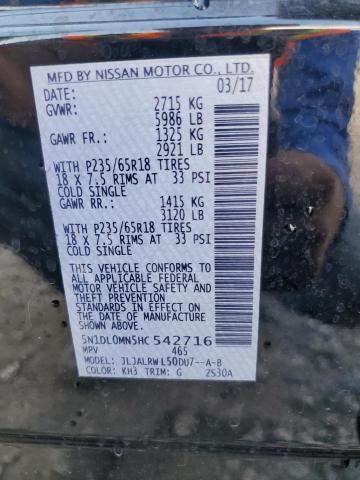 MFD BY NISSAN MOTOR CO., LTD.
DATE: 03/17
GVWR: 2715 KG
5986 LB
GAWR FR.: 1325 KG
2921 LB
WITH P235/65R18 TIRES
18 X 7.5 RIMS AT 33 PSI
COLD SINGLE
GAWR RR.: 1415 KG
3120 LB
WITH P235/65R18 TIRES
18 X 7.5 RIMS AT 33 PSI
COLD SINGLE
THIS VEHICLE CONFORMS TO
ALL APPLICABLE FEDERAL
MOTOR VEHICLE SAFETY
AND THEFT PREVENTION
STANDARDS IN EFFECT ON
THE DATE OF MANUFACTURE
SHOWN ABOVE.
5N1DL0MN5HC 542716
MPV 465
MODEL: JLJALRWL50DU7--A-B
COLOR: KH3 TRIM: G 2S30A